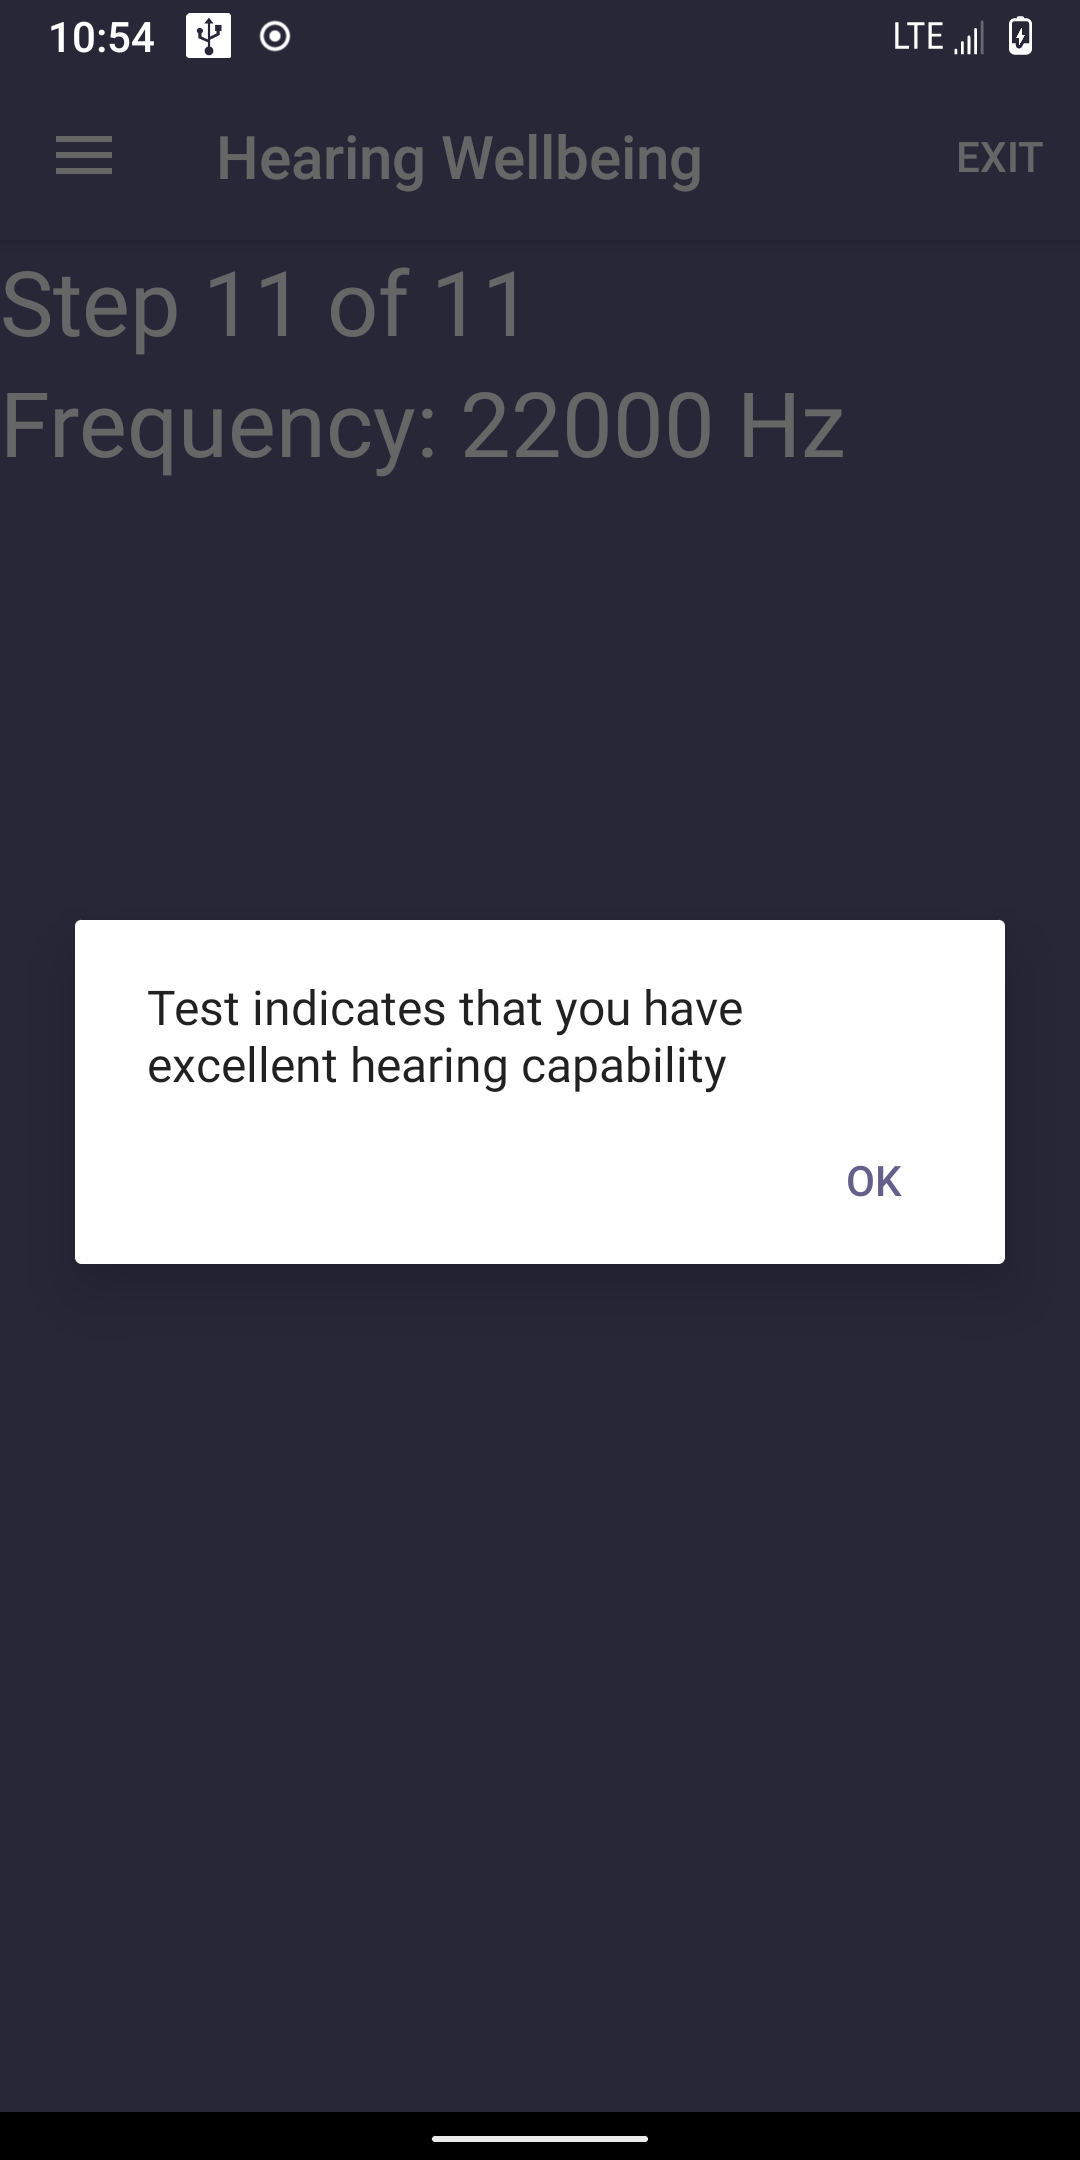 10:54 LTE
Hearing Wellbeing EXIT
Step 11 of 11
Frequency: 22000 Hz
Test indicates that you have
excellent hearing capability
OK